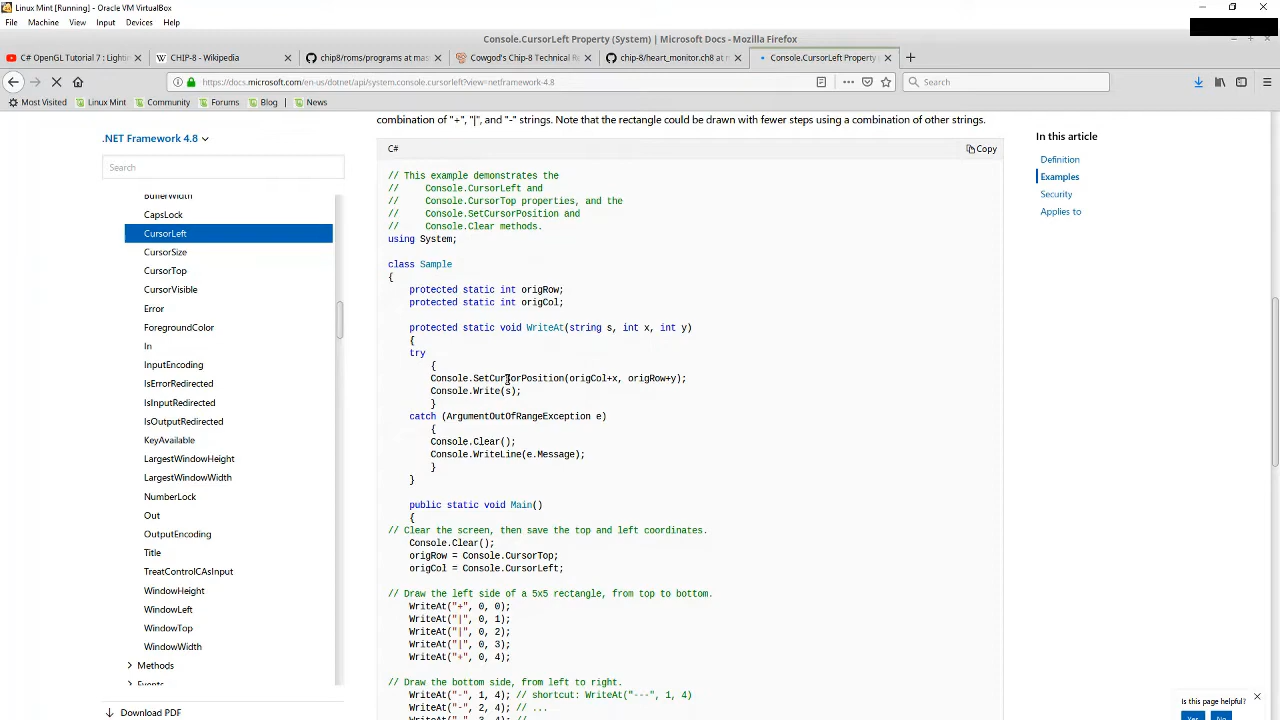 Linux Mint [Running] - Oracle VM VirtualBox
File Machine View Input Devices Help
Console.CursorLeft Property (System) | Microsoft Docs - Mozilla Firefox
C# OpenGL Tutorial 7 : Light
CHIP-8 - Wikipedia
chip8/roms/programs at mas
Cowgod's Chip-8 Technical R
chip-8/heart_monitor.ch8 at m
Console.CursorLeft Property
https://docs.microsoft.com/en-us/dotnet/api/system.console.cursorleft?view=netframework-4.8
Search
Most Visited Linux Mint Community Forums Blog News
.NET Framework 4.8
Search
BufferWidth
CapsLock
CursorLeft
CursorSize
CursorTop
CursorVisible
Error
ForegroundColor
In
InputEncoding
IsErrorRedirected
IsInputRedirected
IsOutputRedirected
KeyAvailable
LargestWindowHeight
LargestWindowWidth
NumberLock
Out
OutputEncoding
Title
TreatControlCAsInput
WindowHeight
WindowLeft
WindowTop
WindowWidth
Methods
Events
Download PDF
combination of "+", "|", and "-" strings. Note that the rectangle could be drawn with fewer steps using a combination of other strings.
C#
Copy
// This example demonstrates the
// Console.CursorLeft and
// Console.CursorTop properties, and the
// Console.SetCursorPosition and
// Console.Clear methods.
using System;
class Sample
{
protected static int origRow;
protected static int origCol;
protected static void WriteAt(string s, int x, int y)
{
try
{
Console.SetCursorPosition(origCol+x, origRow+y);
Console.Write(s);
}
catch (ArgumentOutOfRangeException e)
{
Console.Clear();
Console.WriteLine(e.Message);
}
}
public static void Main()
{
// Clear the screen, then save the top and left coordinates.
Console.Clear();
origRow = Console.CursorTop;
origCol = Console.CursorLeft;
// Draw the left side of a 5x5 rectangle, from top to bottom.
WriteAt("+", 0, 0);
WriteAt("|", 0, 1);
WriteAt("|", 0, 2);
WriteAt("|", 0, 3);
WriteAt("+", 0, 4);
// Draw the bottom side, from left to right.
WriteAt("-", 1, 4); // shortcut: WriteAt("---", 1, 4)
WriteAt("-", 2, 4); // ...
WriteAt("-", 3, 4); //
In this article
Definition
Examples
Security
Applies to
Is this page helpful?
Yes No